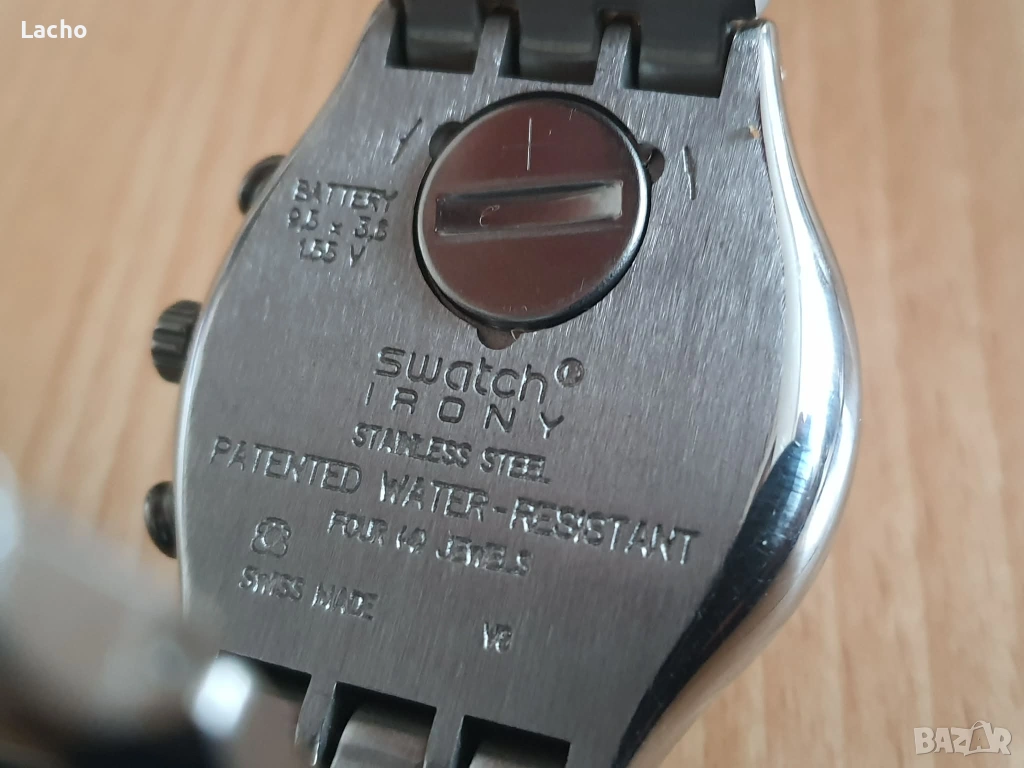 Lacho
BATTERY
9.5 x 3.6
1.55 V
swatch
IRONY
STAINLESS STEEL
PATENTED WATER-RESISTANT
FOUR (4) JEWELS
SWISS MADE
V8
BAZAR